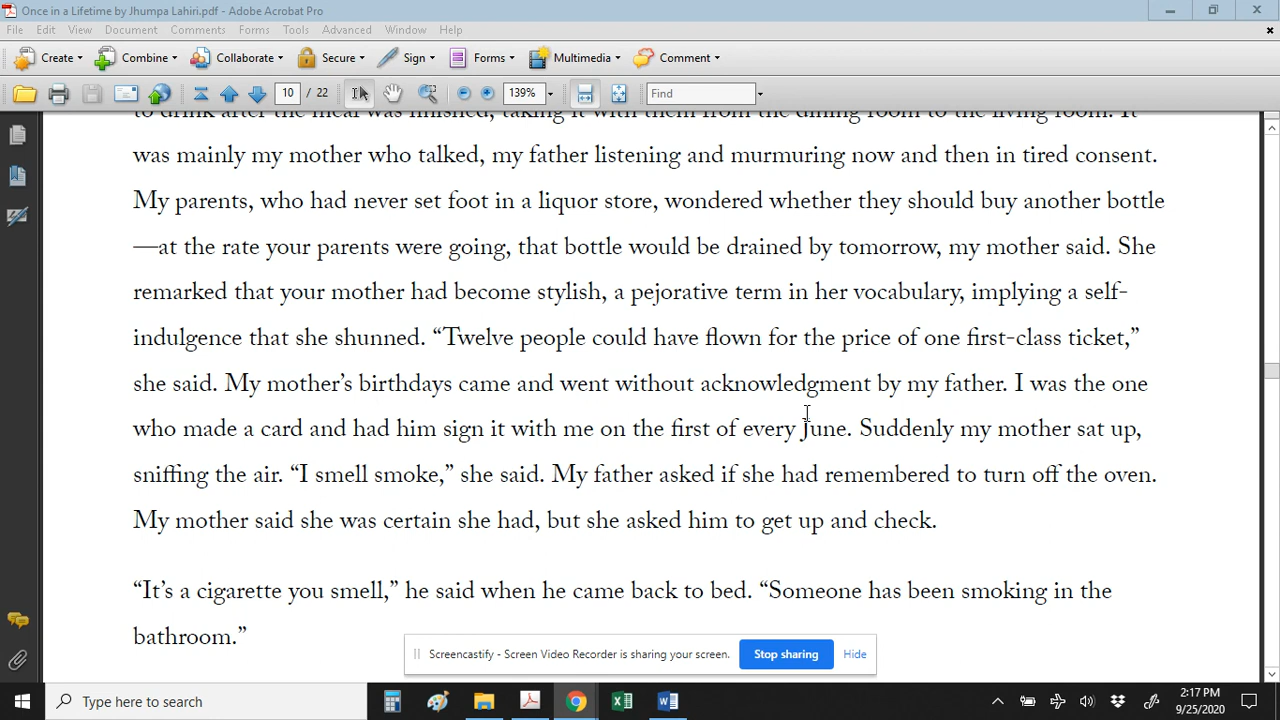 Once in a Lifetime by Jhumpa Lahiri.pdf - Adobe Acrobat Pro
File Edit View Document Comments Forms Tools Advanced Window Help
Create Combine Collaborate Secure Sign Forms Multimedia Comment
10 / 22 139% Find
to drink after the meal was finished, taking it with them from the dining room to the living room. It
was mainly my mother who talked, my father listening and murmuring now and then in tired consent.
My parents, who had never set foot in a liquor store, wondered whether they should buy another bottle
—at the rate your parents were going, that bottle would be drained by tomorrow, my mother said. She
remarked that your mother had become stylish, a pejorative term in her vocabulary, implying a self-
indulgence that she shunned. “Twelve people could have flown for the price of one first-class ticket,”
she said. My mother’s birthdays came and went without acknowledgment by my father. I was the one
who made a card and had him sign it with me on the first of every June. Suddenly my mother sat up,
sniffing the air. “I smell smoke,” she said. My father asked if she had remembered to turn off the oven.
My mother said she was certain she had, but she asked him to get up and check.
“It’s a cigarette you smell,” he said when he came back to bed. “Someone has been smoking in the
bathroom.”
Screencastify - Screen Video Recorder is sharing your screen. Stop sharing Hide
Type here to search
2:17 PM
9/25/2020